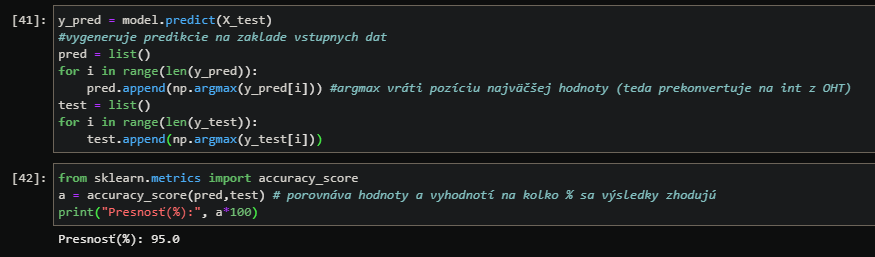 [41]: y_pred = model.predict(X_test)
#vygeneruje predikcie na zaklade vstupnych dat
pred = list()
for i in range(len(y_pred)):
    pred.append(np.argmax(y_pred[i])) #argmax vráti pozíciu najväčšej hodnoty (teda prekonvertuje na int z OHT)
test = list()
for i in range(len(y_test)):
    test.append(np.argmax(y_test[i]))
[42]: from sklearn.metrics import accuracy_score
a = accuracy_score(pred,test) # porovnáva hodnoty a vyhodnotí na kolko % sa výsledky zhodujú
print("Presnosť(%):", a*100)
Presnosť(%): 95.0